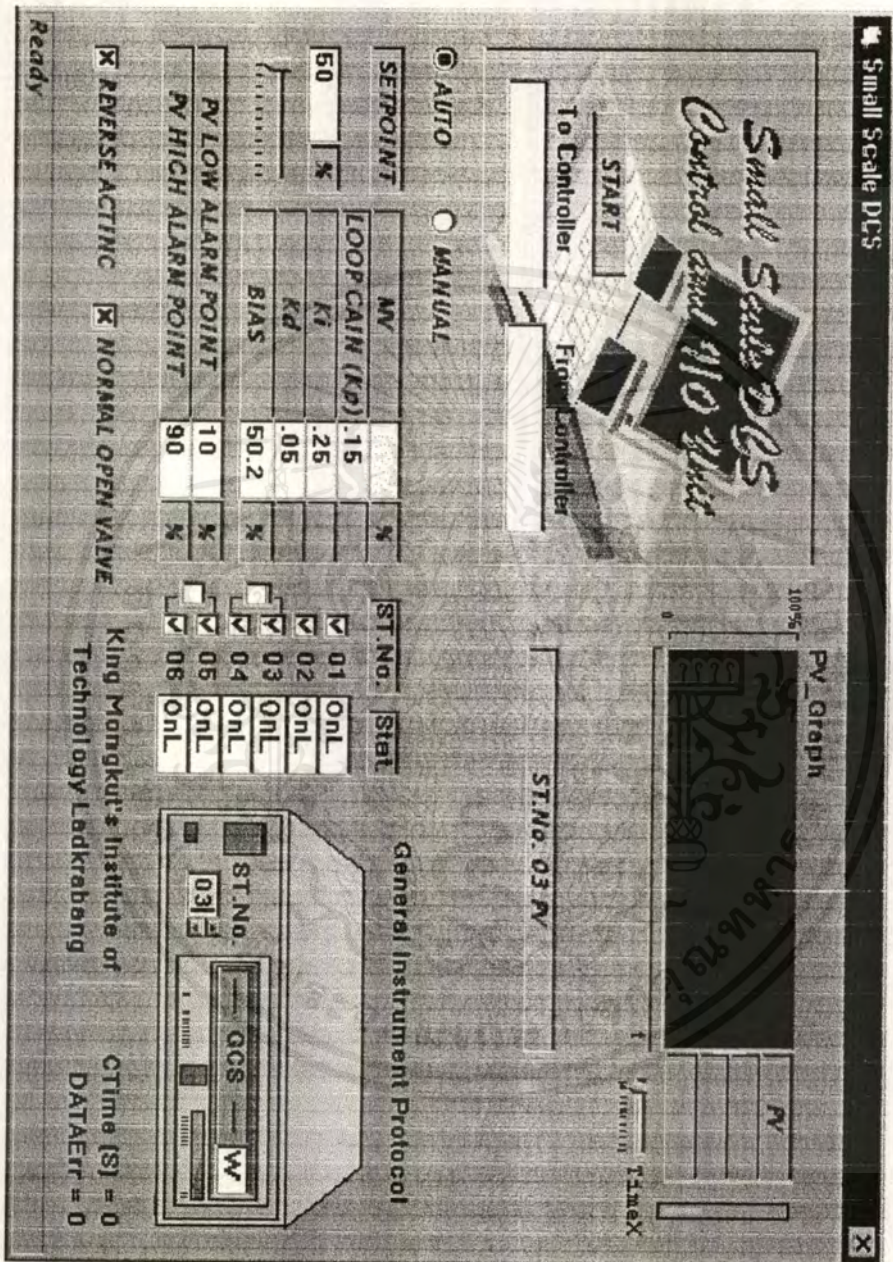 Small Scale DCS
Small Scale DCS
Control and I/O Unit
START
To Controller
From Controller
PV_Graph
100%
0
t
PV
TimeX
ST.No. 03 PV
AUTO
MANUAL
SETPOINT
50 %
MV %
LOOP GAIN (Kp) .15
Ki .25
Kd .05
BIAS 50.2 %
PV LOW ALARM POINT 10 %
PV HIGH ALARM POINT 90 %
REVERSE ACTING
NORMAL OPEN VALVE
ST.No. Stat
01 OnL
02 OnL
03 OnL
04 OnL
05 OnL
06 OnL
General Instrument Protocol
ST.No.
03
GCS
W
King Mongkut's Institute of
Technology Ladkrabang
CTime (S) = 0
DATAErr = 0
Ready